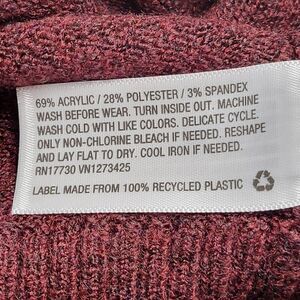 69% ACRYLIC / 28% POLYESTER / 3% SPANDEX
WASH BEFORE WEAR. TURN INSIDE OUT. MACHINE
WASH COLD WITH LIKE COLORS. DELICATE CYCLE.
ONLY NON-CHLORINE BLEACH IF NEEDED. RESHAPE
AND LAY FLAT TO DRY. COOL IRON IF NEEDED.
RN17730 VN1273425
LABEL MADE FROM 100% RECYCLED PLASTIC